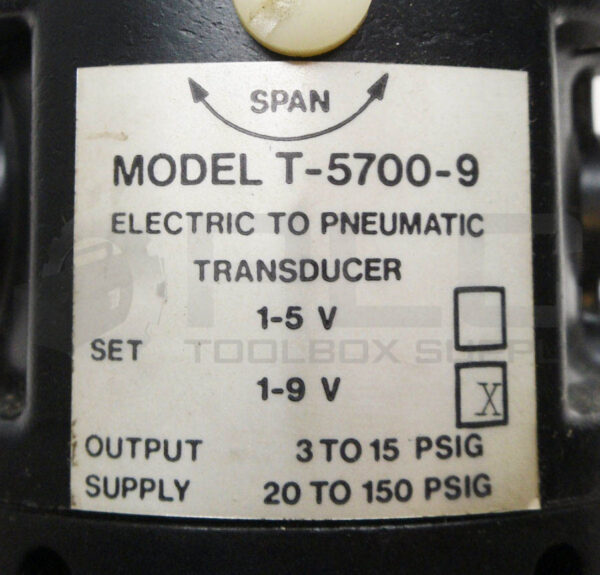 SPAN
MODEL T-5700-9
ELECTRIC TO PNEUMATIC
TRANSDUCER
1-5 V
SET
1-9 V X
OUTPUT 3 TO 15 PSIG
SUPPLY 20 TO 150 PSIG
TOOLBOX